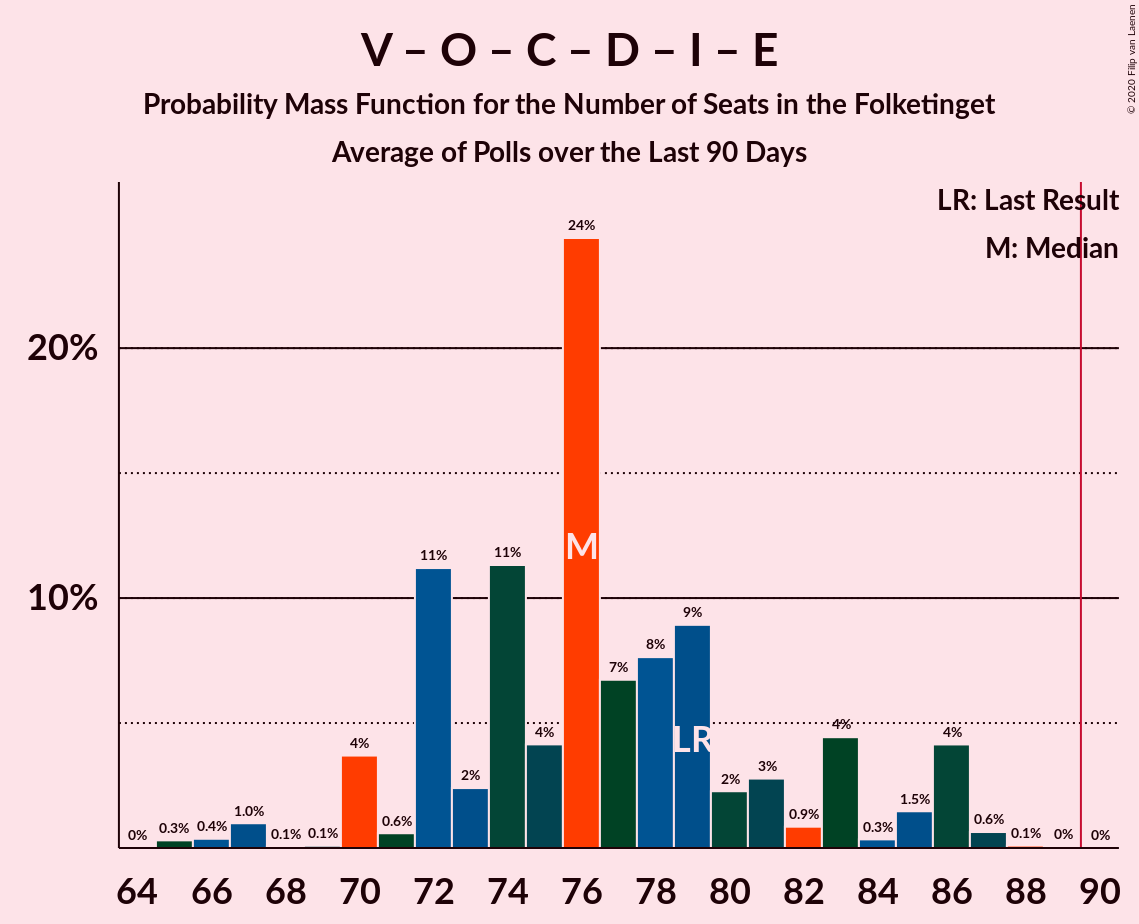 V – O – C – D – I – E
Probability Mass Function for the Number of Seats in the Folketinget
Average of Polls over the Last 90 Days
© 2020 Filip van Laenen
LR: Last Result
M: Median
20%
10%
0% 0.3% 0.4% 1.0% 0.1% 0.1% 4% 0.6% 11% 2% 11% 4% 24% 7% 8% 9% 2% 3% 0.9% 4% 0.3% 1.5% 4% 0.6% 0.1% 0% 0%
M
LR
64 66 68 70 72 74 76 78 80 82 84 86 88 90